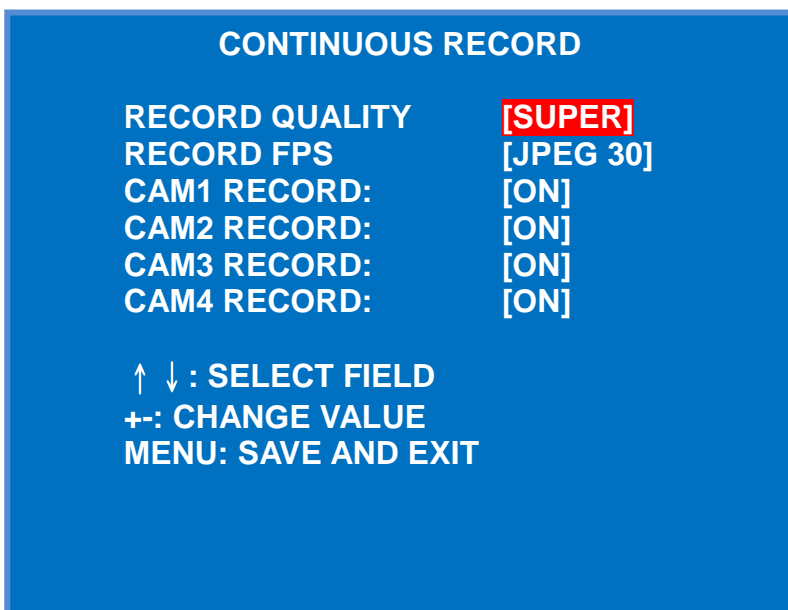 CONTINUOUS RECORD
RECORD QUALITY [SUPER]
RECORD FPS [JPEG 30]
CAM1 RECORD: [ON]
CAM2 RECORD: [ON]
CAM3 RECORD: [ON]
CAM4 RECORD: [ON]
↑↓: SELECT FIELD
+-: CHANGE VALUE
MENU: SAVE AND EXIT